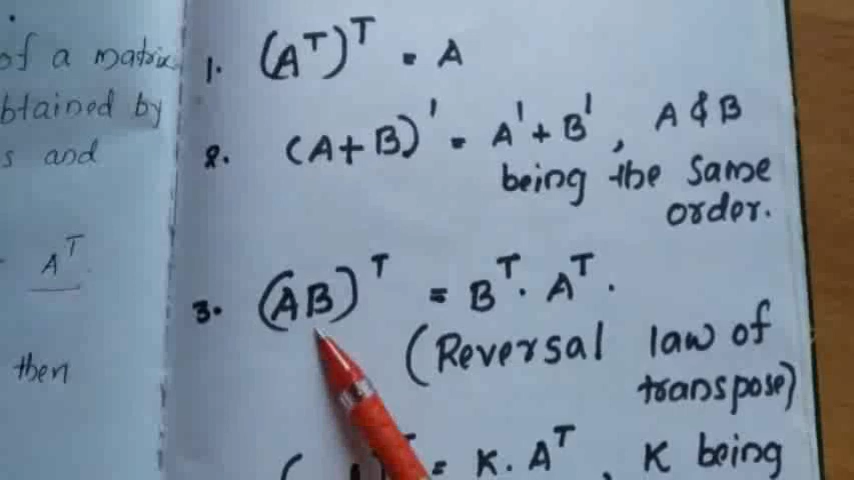 of a matrix
btained by
s and
A^T
then
1. (A^T)^T = A
2. (A+B)' = A' + B' , A & B
being the same
order.
3. (AB)^T = B^T . A^T .
(Reversal law of
transpose)
= K . A^T , K being